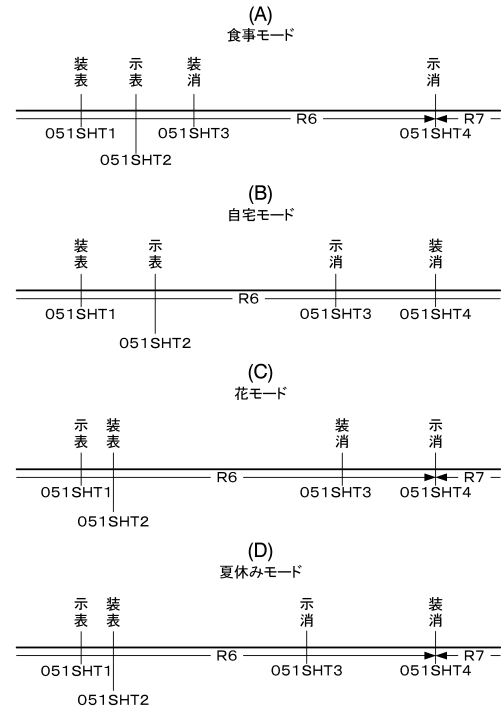 (A)
食事モード
装表 示表 装消 示消
R6 R7
051SHT1 051SHT3 051SHT4
051SHT2
(B)
自宅モード
装表 示表 示消 装消
R6
051SHT1 051SHT3 051SHT4
051SHT2
(C)
花モード
示表 装表 装消 示消
R6 R7
051SHT1 051SHT3 051SHT4
051SHT2
(D)
夏休みモード
示表 装表 示消 装消
R6 R7
051SHT1 051SHT3 051SHT4
051SHT2